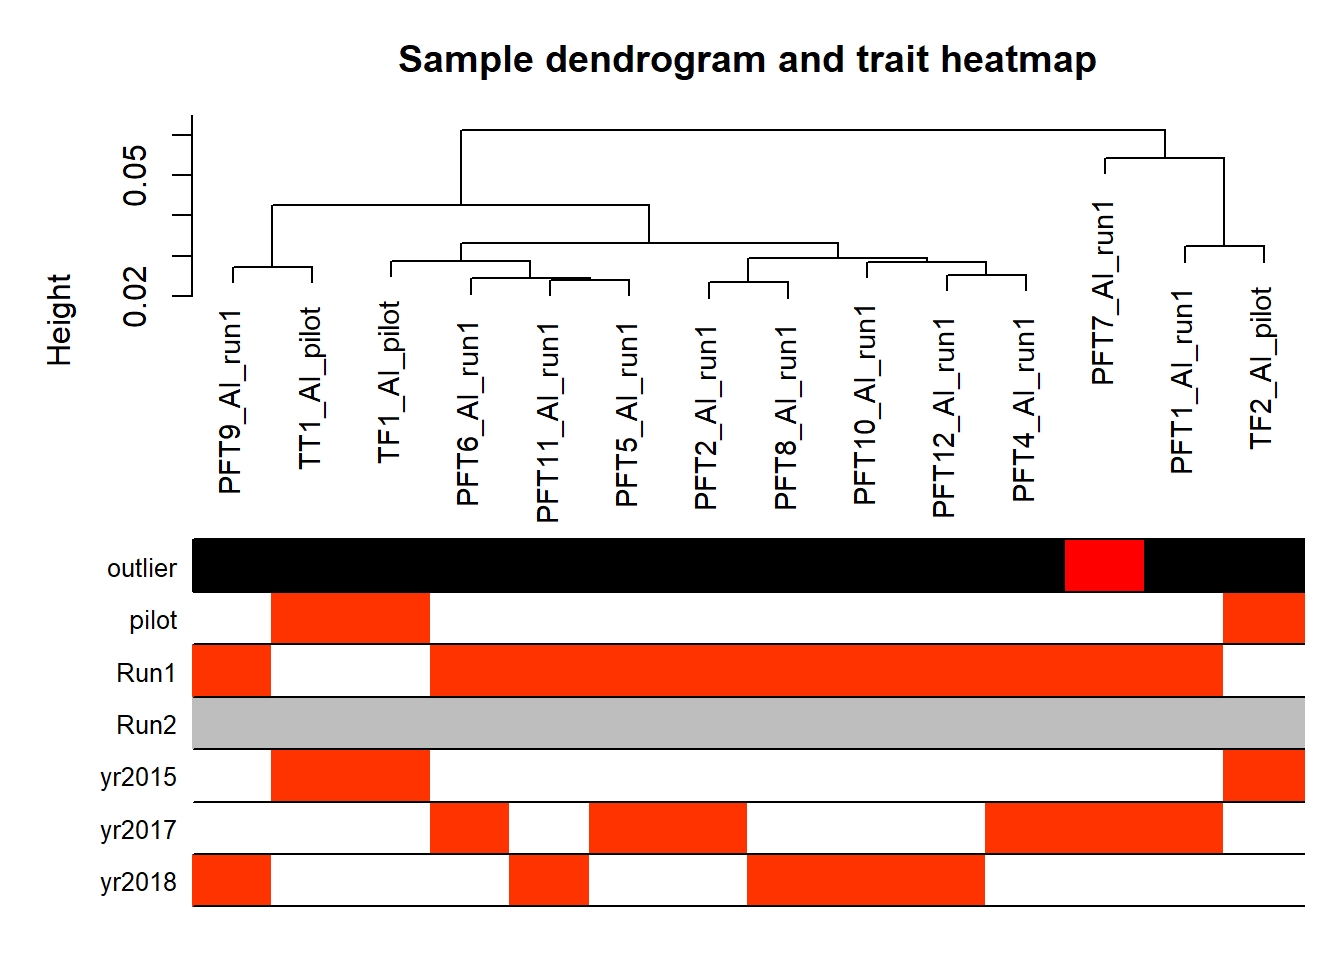 Sample dendrogram and trait heatmap
Height
0.05
0.02
PFT9_AI_run1
TT1_AI_pilot
TF1_AI_pilot
PFT6_AI_run1
PFT11_AI_run1
PFT5_AI_run1
PFT2_AI_run1
PFT8_AI_run1
PFT10_AI_run1
PFT12_AI_run1
PFT4_AI_run1
PFT7_AI_run1
PFT1_AI_run1
TF2_AI_pilot
outlier
pilot
Run1
Run2
yr2015
yr2017
yr2018